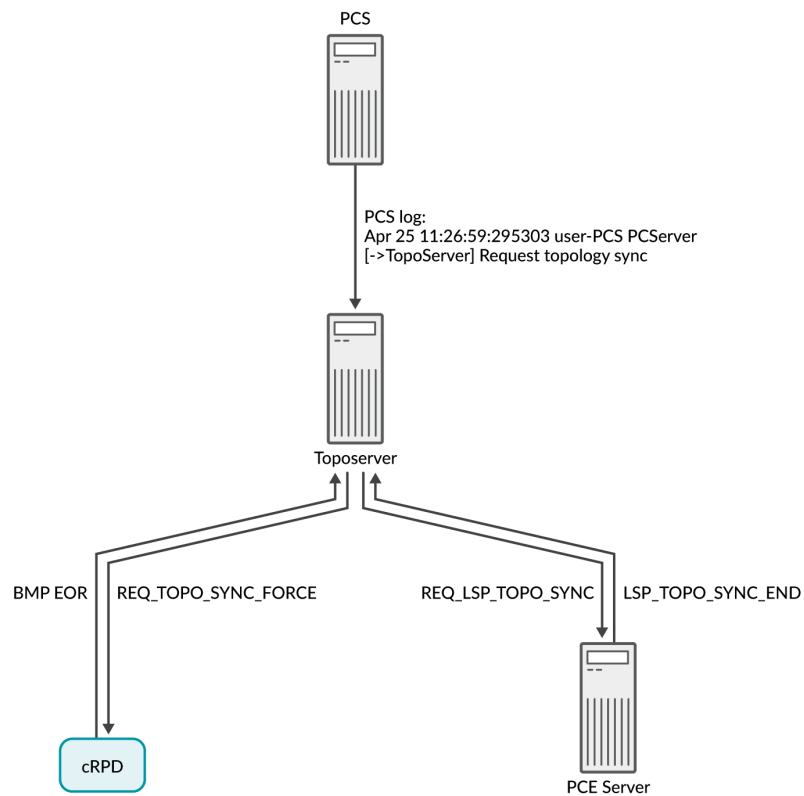 PCS
PCS log:
Apr 25 11:26:59:295303 user-PCS PCServer
[->TopoServer] Request topology sync
Toposerver
BMP EOR
REQ_TOPO_SYNC_FORCE
REQ_LSP_TOPO_SYNC
LSP_TOPO_SYNC_END
cRPD
PCE Server